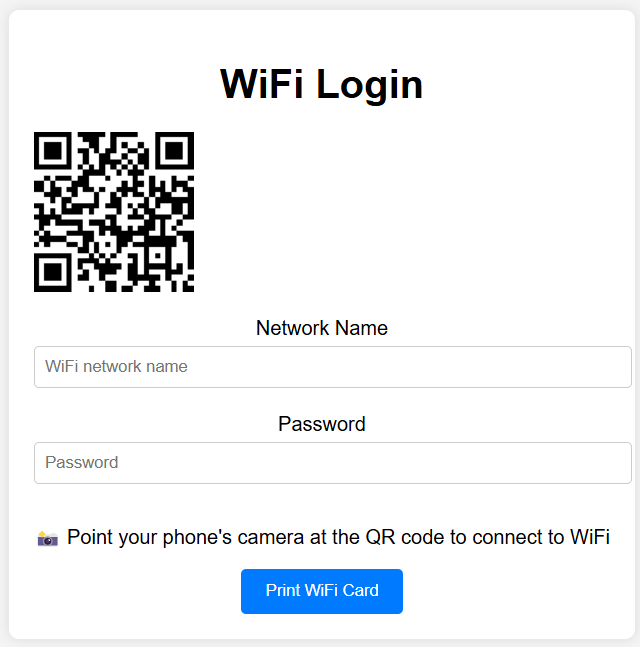 WiFi Login
Network Name
WiFi network name
Password
Password
📸 Point your phone's camera at the QR code to connect to WiFi
Print WiFi Card